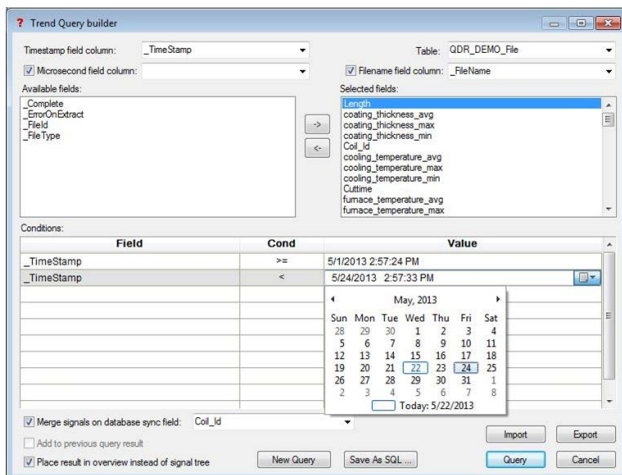 ? Trend Query builder
Timestamp field column: _TimeStamp Table: QDR_DEMO_File
Microsecond field column: Filename field column: _FileName
Available fields: Selected fields:
_Complete
_ErrorOnExtract
_FileId
_FileType
->
<-
Length
coating_thickness_avg
coating_thickness_max
coating_thickness_min
Coil_Id
cooling_temperature_avg
cooling_temperature_max
cooling_temperature_min
Cuttime
furnace_temperature_avg
furnace_temperature_max
Conditions:
Field Cond Value
_TimeStamp >= 5/1/2013 2:57:24 PM
_TimeStamp < 5/24/2013 2:57:33 PM
May, 2013
Sun Mon Tue Wed Thu Fri Sat
28 29 30 1 2 3 4
5 6 7 8 9 10 11
12 13 14 15 16 17 18
19 20 21 22 23 24 25
26 27 28 29 30 31 1
2 3 4 5 6 7 8
Today: 5/22/2013
Merge signals on database sync field: Coil_Id
Add to previous query result
Place result in overview instead of signal tree
New Query Save As SQL ...
Import Export
Query Cancel